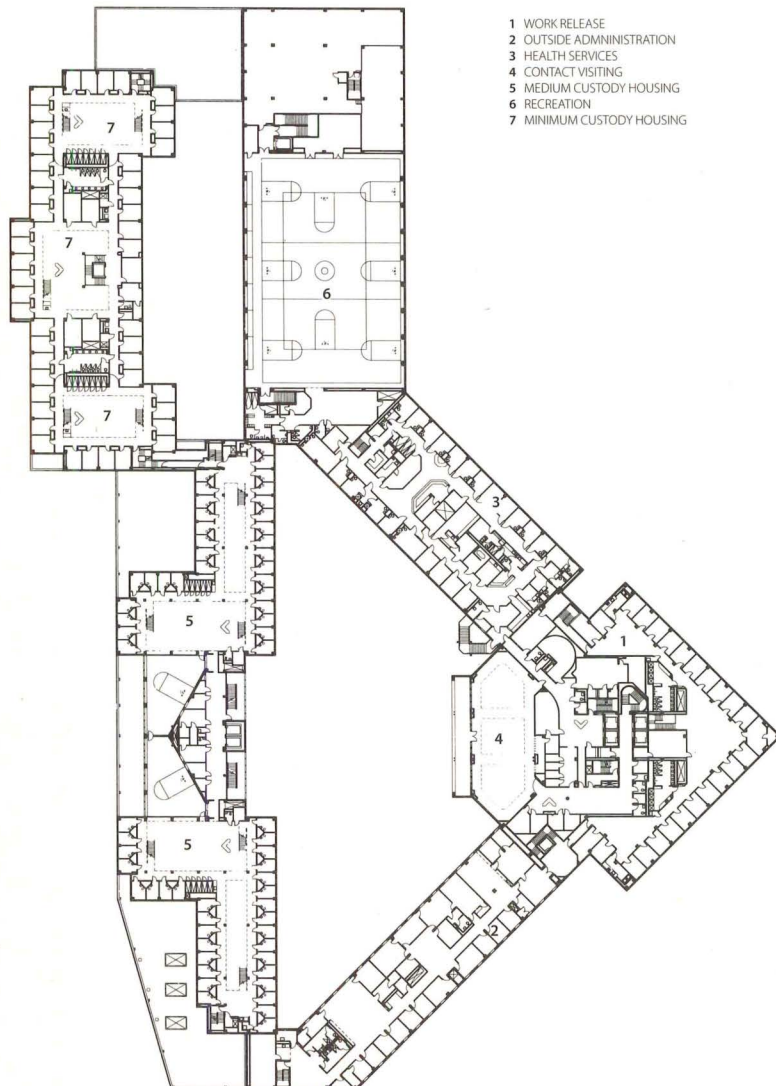 1 WORK RELEASE
2 OUTSIDE ADMNINISTRATION
3 HEALTH SERVICES
4 CONTACT VISITING
5 MEDIUM CUSTODY HOUSING
6 RECREATION
7 MINIMUM CUSTODY HOUSING
7
7
6
7
3
5
1
4
5
2